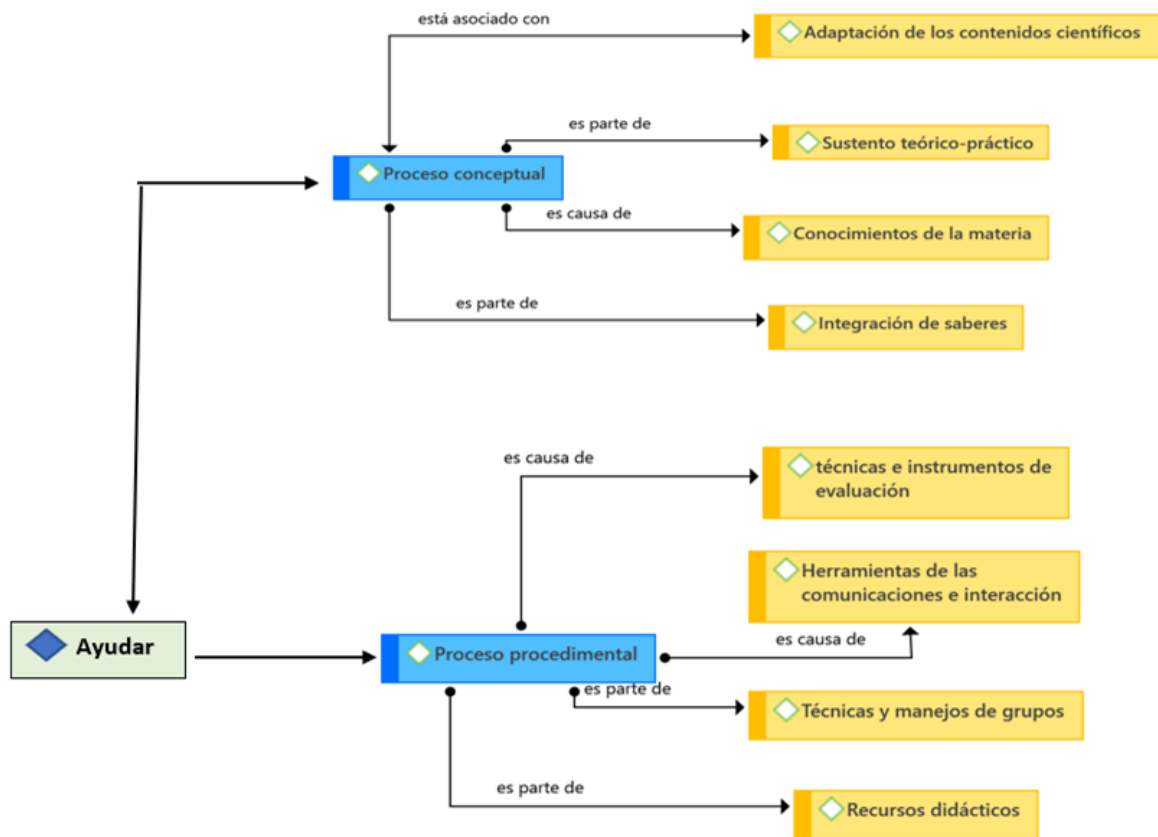 está asociado con
Adaptación de los contenidos científicos
es parte de
Sustento teórico-práctico
Proceso conceptual
es causa de
Conocimientos de la materia
es parte de
Integración de saberes
es causa de
técnicas e instrumentos de
evaluación
Herramientas de las
comunicaciones e interacción
Ayudar
Proceso procedimental
es causa de
es parte de
Técnicas y manejos de grupos
es parte de
Recursos didácticos